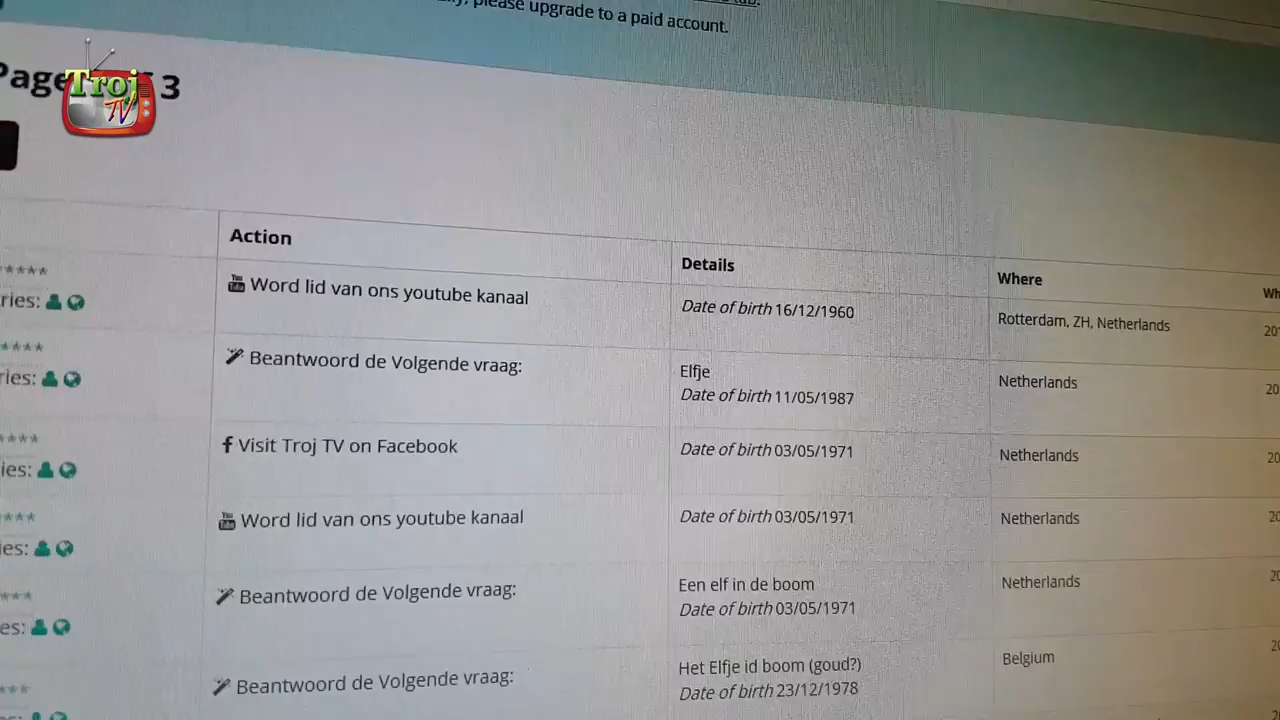 please upgrade to a paid account.
Page 3
Troj
TV
Action
Details
Where
Word lid van ons youtube kanaal
Date of birth 16/12/1960
Rotterdam, ZH, Netherlands
ries:
Beantwoord de Volgende vraag:
Elfje
Date of birth 11/05/1987
Netherlands
ries:
Visit Troj TV on Facebook
Date of birth 03/05/1971
Netherlands
ies:
Word lid van ons youtube kanaal
Date of birth 03/05/1971
Netherlands
ies:
Beantwoord de Volgende vraag:
Een elf in de boom
Date of birth 03/05/1971
Netherlands
es:
Beantwoord de Volgende vraag:
Het Elfje id boom (goud?)
Date of birth 23/12/1978
Belgium